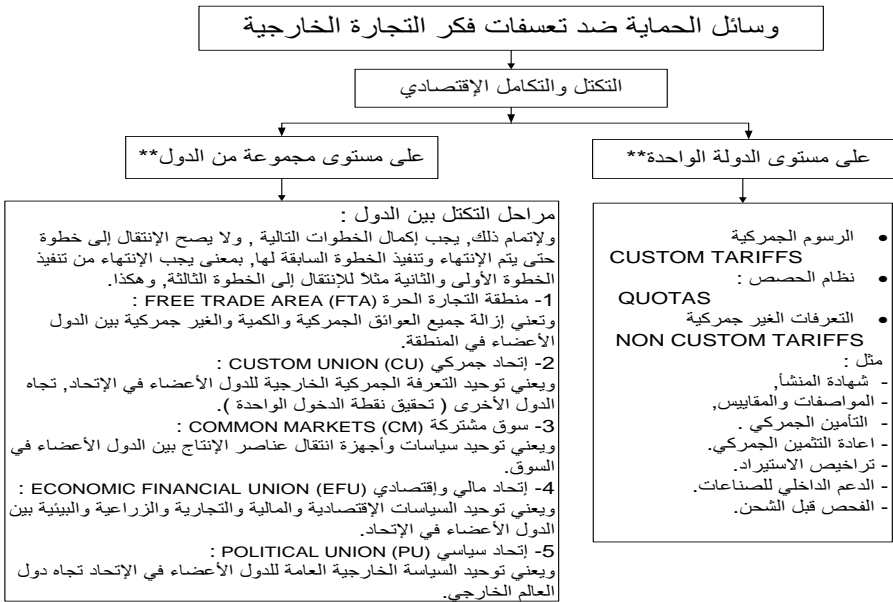 وسائل الحماية ضد تعسفات فكر التجارة الخارجية
التكتل والتكامل الإقتصادي
على مستوى الدولة الواحدة**
• الرسوم الجمركية
CUSTOM TARIFFS
• نظام الحصص :
QUOTAS
• التعرفات الغير جمركية
NON CUSTOM TARIFFS
مثل :
- شهادة المنشأ,
- المواصفات والمقاييس,
- التأمين الجمركي .
- اعادة التثمين الجمركي.
- تراخيص الاستيراد.
- الدعم الداخلي للصناعات.
- الفحص قبل الشحن.
على مستوى مجموعة من الدول**
مراحل التكتل بين الدول :
ولإتمام ذلك, يجب إكمال الخطوات التالية , ولا يصح الإنتقال إلى خطوة
حتى يتم الإنتهاء وتنفيذ الخطوة السابقة لها, بمعنى يجب الإنتهاء من تنفيذ
الخطوة الأولى والثانية مثلاً للإنتقال إلى الخطوة الثالثة, وهكذا.
1- منطقة التجارة الحرة FREE TRADE AREA (FTA) :
وتعني إزالة جميع العوائق الجمركية والكمية والغير جمركية بين الدول
الأعضاء في المنطقة.
2- إتحاد جمركي CUSTOM UNION (CU) :
ويعني توحيد التعرفة الجمركية الخارجية للدول الأعضاء في الإتحاد, تجاه
الدول الأخرى ( تحقيق نقطة الدخول الواحدة ).
3- سوق مشتركة COMMON MARKETS (CM) :
ويعني توحيد سياسات وأجهزة انتقال عناصر الإنتاج بين الدول الأعضاء في
السوق.
4- إتحاد مالي وإقتصادي ECONOMIC FINANCIAL UNION (EFU) :
ويعني توحيد السياسات الإقتصادية والمالية والتجارية والزراعية والبيئية بين
الدول الأعضاء في الإتحاد.
5- إتحاد سياسي POLITICAL UNION (PU) :
ويعني توحيد السياسة الخارجية العامة للدول الأعضاء في الإتحاد تجاه دول
العالم الخارجي.